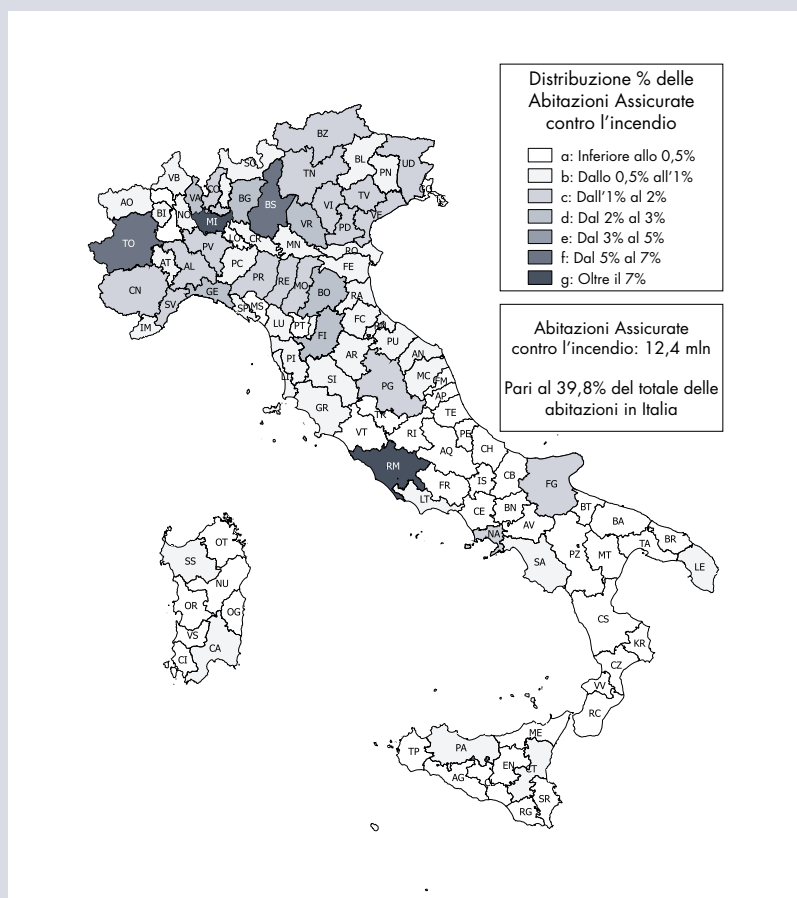 Distribuzione % delle
Abitazioni Assicurate
contro l'incendio
a: Inferiore allo 0,5%
b: Dallo 0,5% all'1%
c: Dall'1% al 2%
d: Dal 2% al 3%
e: Dal 3% al 5%
f: Dal 5% al 7%
g: Oltre il 7%
Abitazioni Assicurate
contro l'incendio: 12,4 mln
Pari al 39,8% del totale delle
abitazioni in Italia
BZ
SO
BL
UD
VB
TN
PN
CO
GO
AO
VA
BG
TV
BI
NO
MI
BS
VI
VE
VR
PD
TO
LO
CR
MN
PV
RO
AT
AL
PC
FE
CN
PR
RE
MO
BO
GE
RA
SV
SP
MS
FC
IM
LU
PT
FI
PU
AN
PI
AR
MC
FM
SI
PG
AP
GR
TR
TE
VT
RI
PE
AQ
CH
RM
FR
IS
CB
FG
LT
CE
BN
BT
BA
NA
AV
TA
BR
OT
SA
PZ
MT
LE
SS
NU
OR
OG
CS
VS
KR
CA
CI
CZ
VV
RC
ME
TP
PA
EN
CT
AG
SR
RG